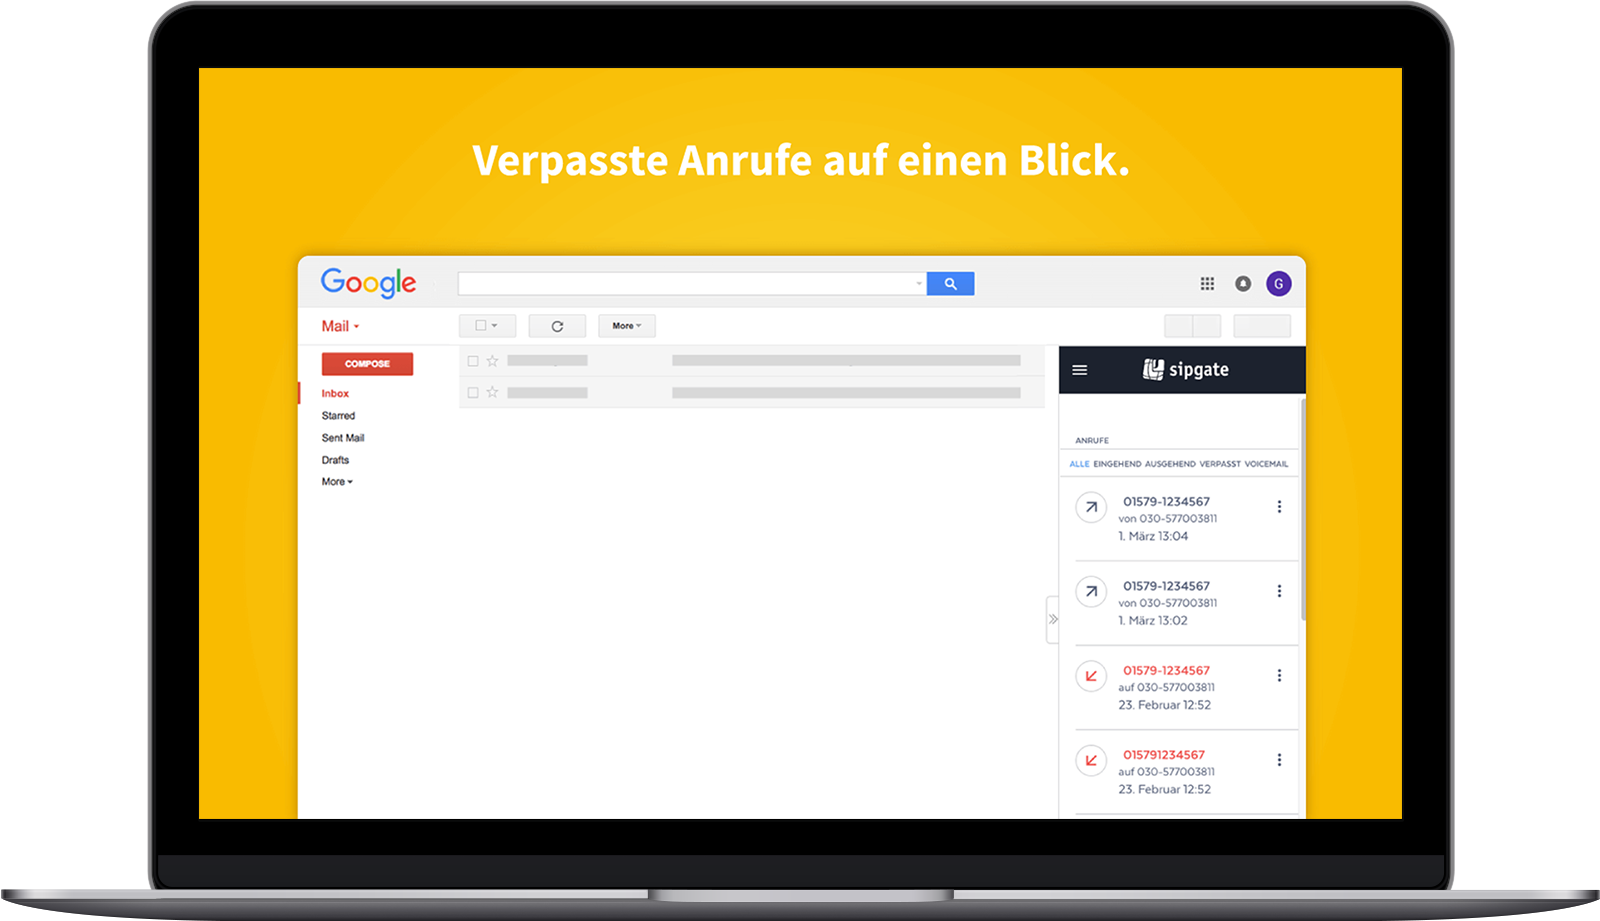 Verpasste Anrufe auf einen Blick.
Google
G
Mail
More
COMPOSE
Inbox
Starred
Sent Mail
Drafts
More
sipgate
ANRUFE
ALLE EINGEHEND AUSGEHEND VERPASST VOICEMAIL
01579-1234567
von 030-577003811
1. März 13:04
01579-1234567
von 030-577003811
1. März 13:02
01579-1234567
auf 030-577003811
23. Februar 12:52
015791234567
auf 030-577003811
23. Februar 12:52